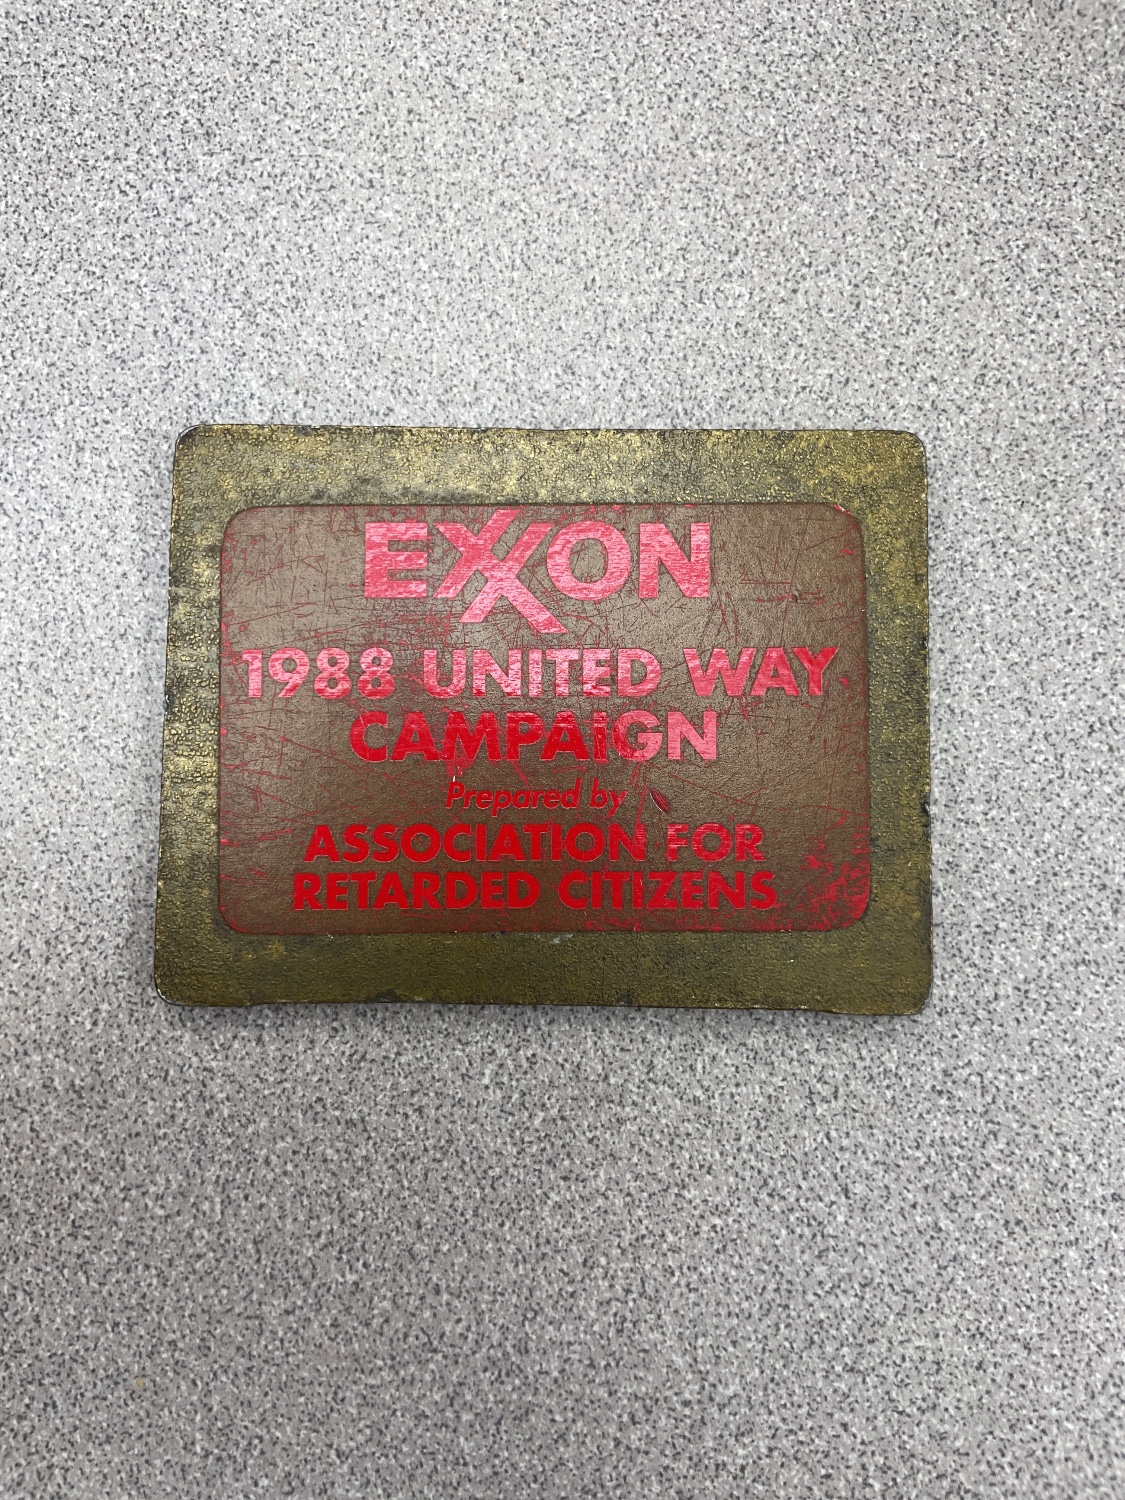 EXXON
1988 UNITED WAY
CAMPAIGN
Prepared by
ASSOCIATION FOR
RETARDED CITIZENS